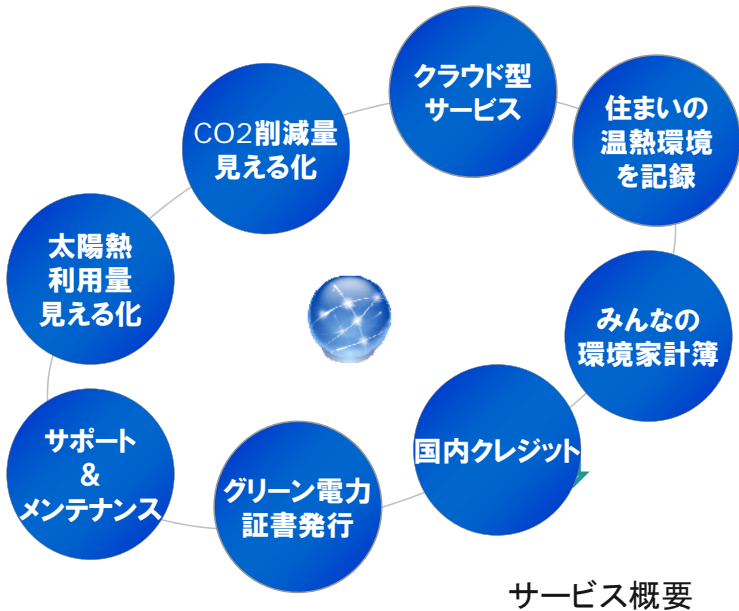 クラウド型
サービス
住まいの
温熱環境
を記録
CO2削減量
見える化
太陽熱
利用量
見える化
みんなの
環境家計簿
国内クレジット
サポート
&
メンテナンス
グリーン電力
証書発行
サービス概要